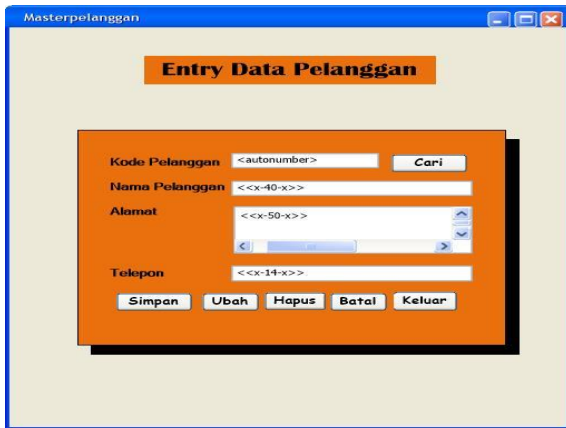 Masterpelanggan
Entry Data Pelanggan
Kode Pelanggan <autonumber> Cari
Nama Pelanggan <<x-40-x>>
Alamat <<x-50-x>>
Telepon <<x-14-x>>
Simpan Ubah Hapus Batal Keluar